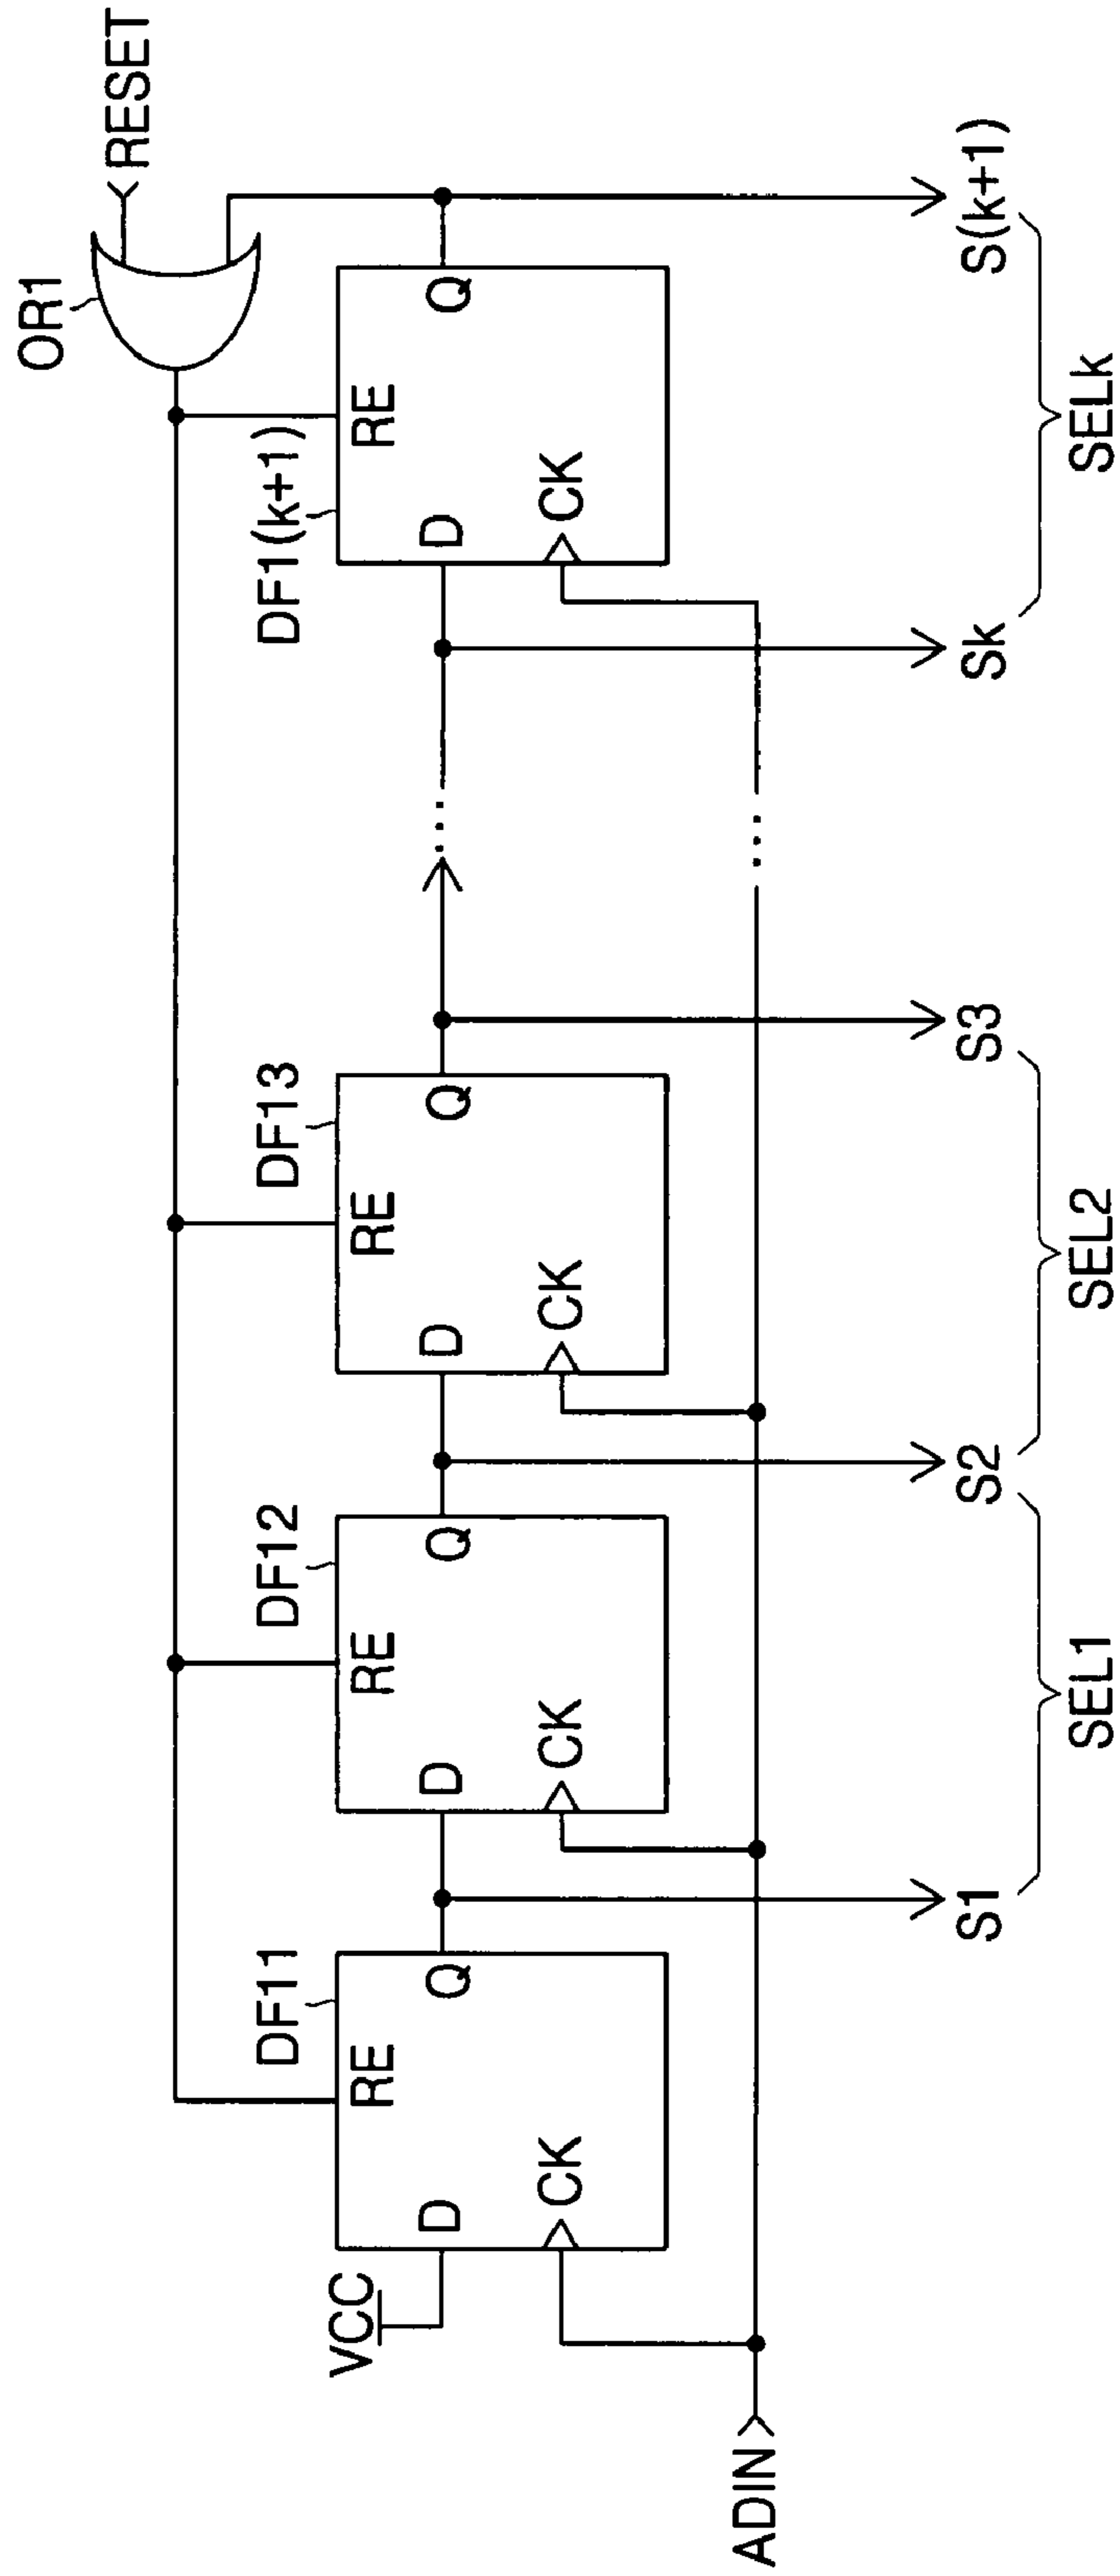 OR1
RESET
DF11
DF12
DF13
DF1(k+1)
VCC
D
RE
Q
CK
D
RE
Q
CK
D
RE
Q
CK
D
RE
Q
CK
...
...
ADIN
S1
S2
S3
Sk
S(k+1)
SEL1
SEL2
SELk